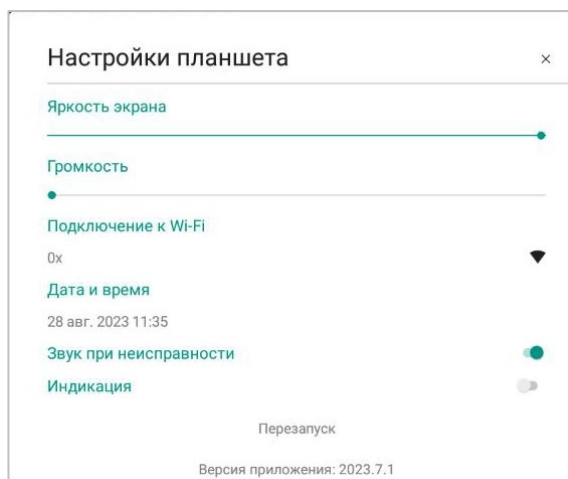 Настройки планшета
Яркость экрана
Громкость
Подключение к Wi-Fi
0x
Дата и время
28 авг. 2023 11:35
Звук при неисправности
Индикация
Перезапуск
Версия приложения: 2023.7.1